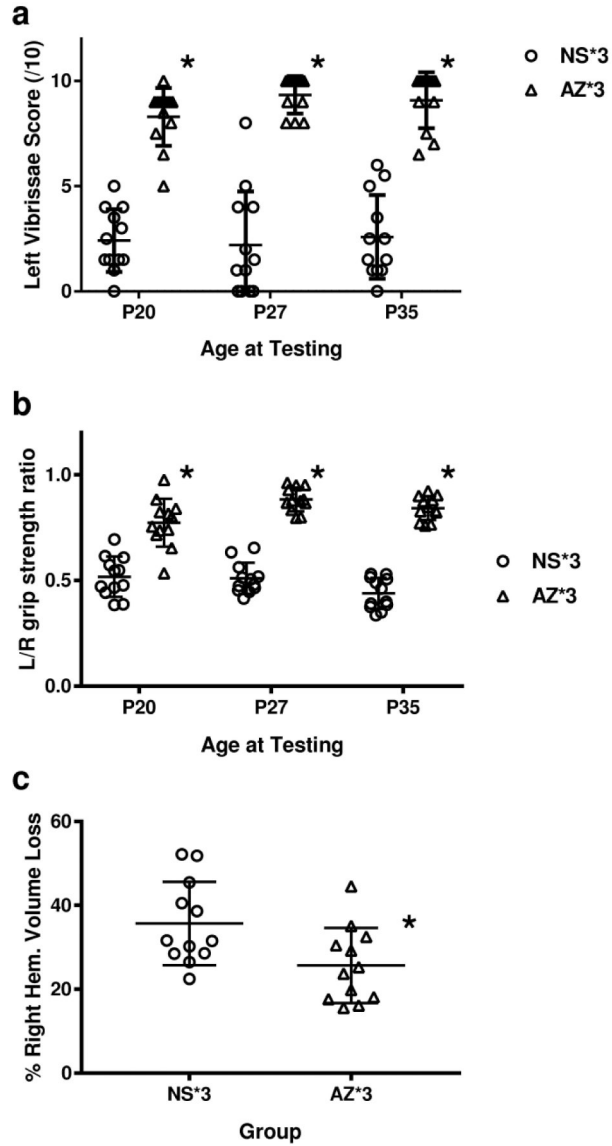 a
*
*
*
NS*3
AZ*3
Left Vibrissae Score (/10)
10
5
0
P20
P27
P35
Age at Testing
b
*
*
*
L/R grip strength ratio
1.0
0.5
0.0
NS*3
AZ*3
P20
P27
P35
Age at Testing
c
% Right Hem. Volume Loss
60
40
20
0
*
NS*3
AZ*3
Group